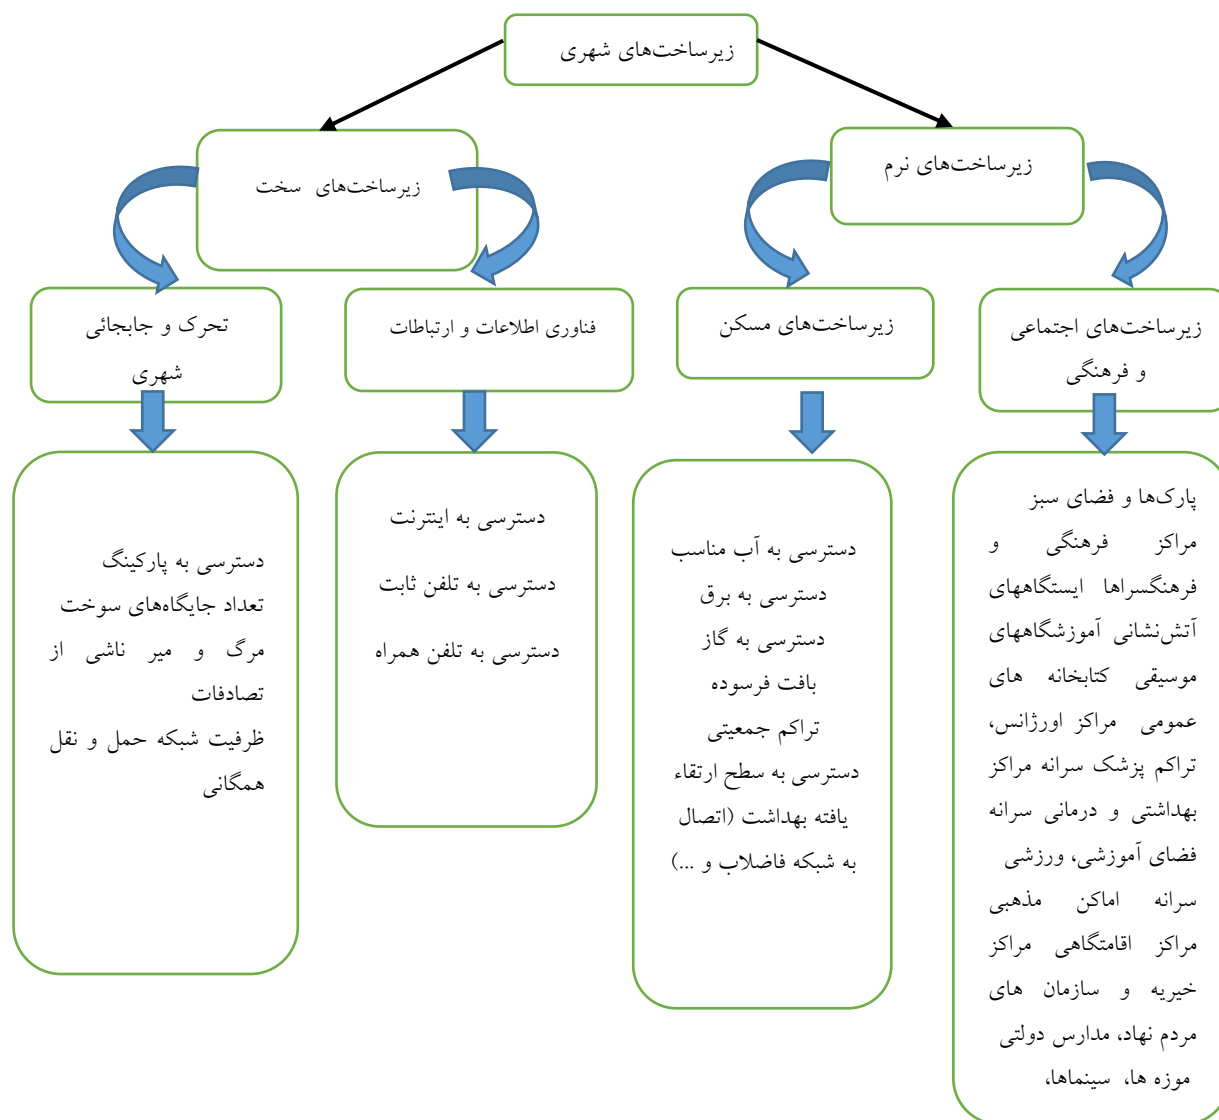 زیرساخت‌های شهری
زیرساخت‌های نرم
زیرساخت‌های  سخت
زیرساخت‌های اجتماعی
و فرهنگی
زیرساخت‌های مسکن
فناوری اطلاعات و ارتباطات
تحرک و جابجائی
شهری
پارک‌ها و فضای سبز
مراکز فرهنگی و
فرهنگسراها ایستگاههای
آتش‌نشانی آموزشگاههای
موسیقی کتابخانه های
عمومی مراکز اورژانس،
تراکم پزشک سرانه مراکز
بهداشتی و درمانی سرانه
فضای آموزشی، ورزشی
سرانه اماکن مذهبی
مراکز اقامتگاهی مراکز
خیریه و سازمان های
مردم نهاد، مدارس دولتی
موزه ها، سینماها،
دسترسی به آب مناسب
دسترسی به برق
دسترسی به گاز
بافت فرسوده
تراکم جمعیتی
دسترسی به سطح ارتقاء
یافته بهداشت (اتصال
به شبکه فاضلاب و ...)
دسترسی به اینترنت
دسترسی به تلفن ثابت
دسترسی به تلفن همراه
دسترسی به پارکینگ
تعداد جایگاه‌های سوخت
مرگ و میر ناشی از
تصادفات
ظرفیت شبکه حمل و نقل
همگانی